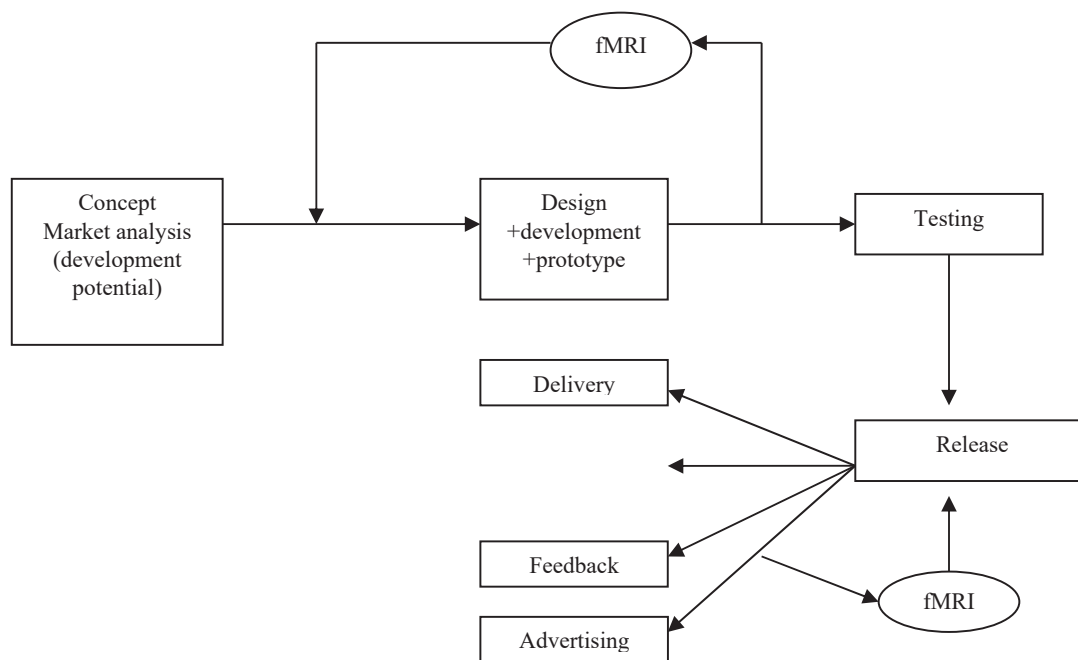 fMRI
Concept
Market analysis
(development
potential)
Design
+development
+prototype
Testing
Delivery
Release
Feedback
fMRI
Advertising